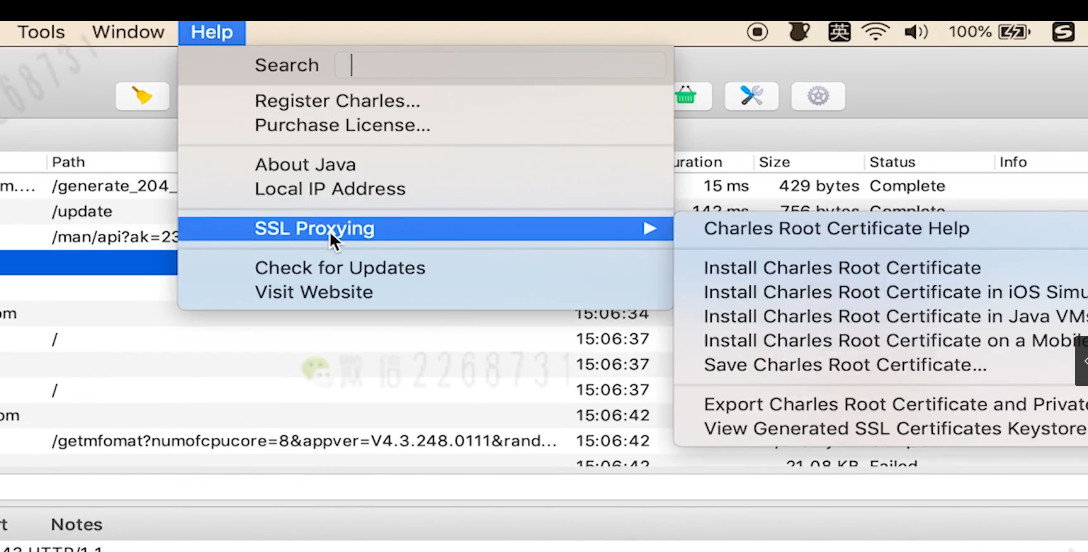 Tools Window Help 英 100%
Search
Register Charles...
Purchase License...
About Java
Local IP Address
SSL Proxying
Check for Updates
Visit Website
Charles Root Certificate Help
Install Charles Root Certificate
Install Charles Root Certificate in iOS Simu
Install Charles Root Certificate in Java VMs
Install Charles Root Certificate on a Mobile
Save Charles Root Certificate...
Export Charles Root Certificate and Private
View Generated SSL Certificates Keystore
Path uration Size Status Info
m.... /generate_204_ 15 ms 429 bytes Complete
/update 142 ms 756 bytes Complete
/man/api?ak=23
om 15:06:34
/ 15:06:37
15:06:37
/ 15:06:37
om 15:06:42
/getmfomat?numofcpucore=8&appver=V4.3.248.0111&rand... 15:06:42
15:06:42 21.08 KB Failed
微信2268731
rt Notes
43 HTTP/1.1